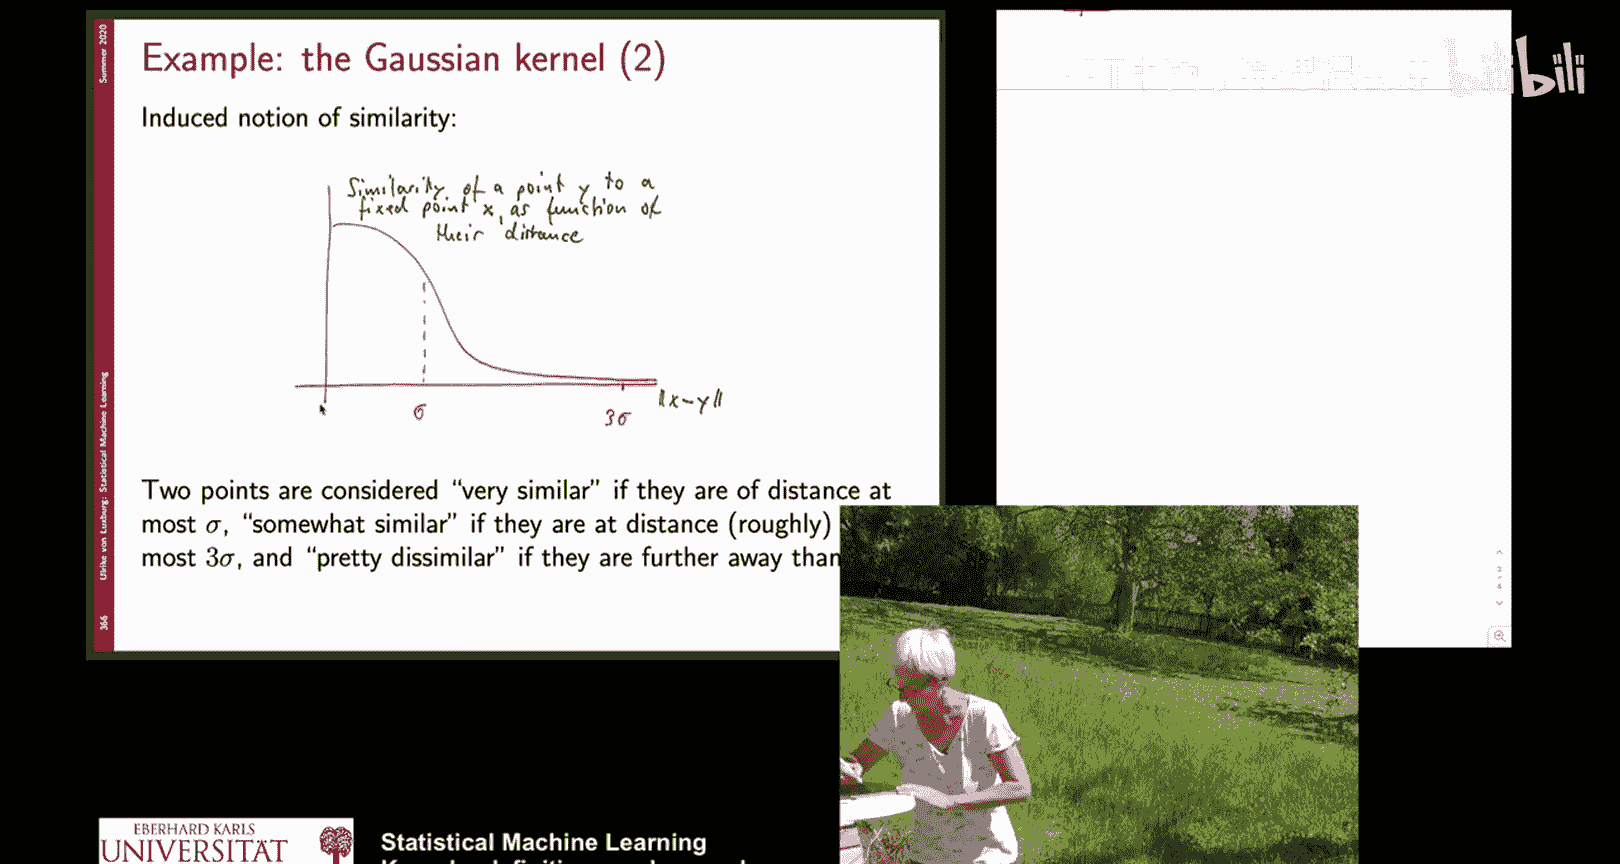 Example: the Gaussian kernel (2)
Induced notion of similarity:
Similarity of a point y to a
fixed point x, as function of
their distance
σ
3σ
||x-y||
Two points are considered “very similar” if they are of distance at
most σ, “somewhat similar” if they are at distance (roughly)
most 3σ, and “pretty dissimilar” if they are further away than
Summer 2020
Ulrike von Luxburg: Statistical Machine Learning
366
bilibili
EBERHARD KARLS
UNIVERSITÄT
Statistical Machine Learning